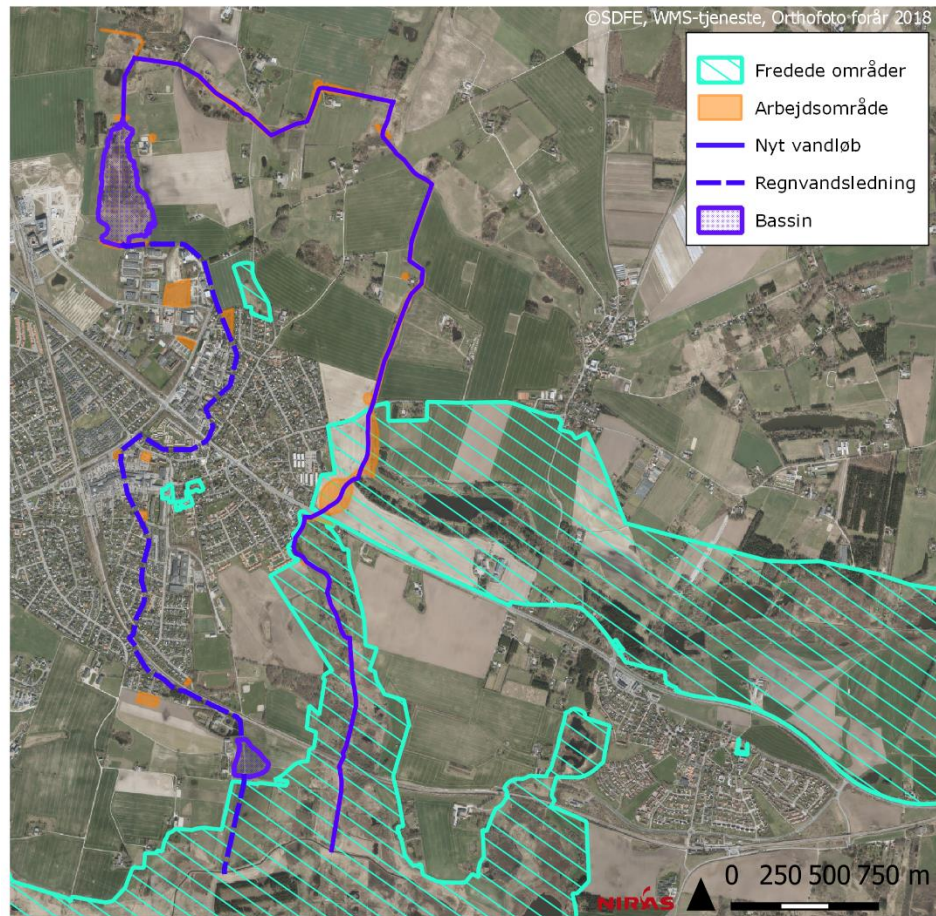 ©SDFE, WMS-tjeneste, Orthofoto forår 2018
Fredede områder
Arbejdsområde
Nyt vandløb
Regnvandsledning
Bassin
NIRAS
0 250 500 750 m